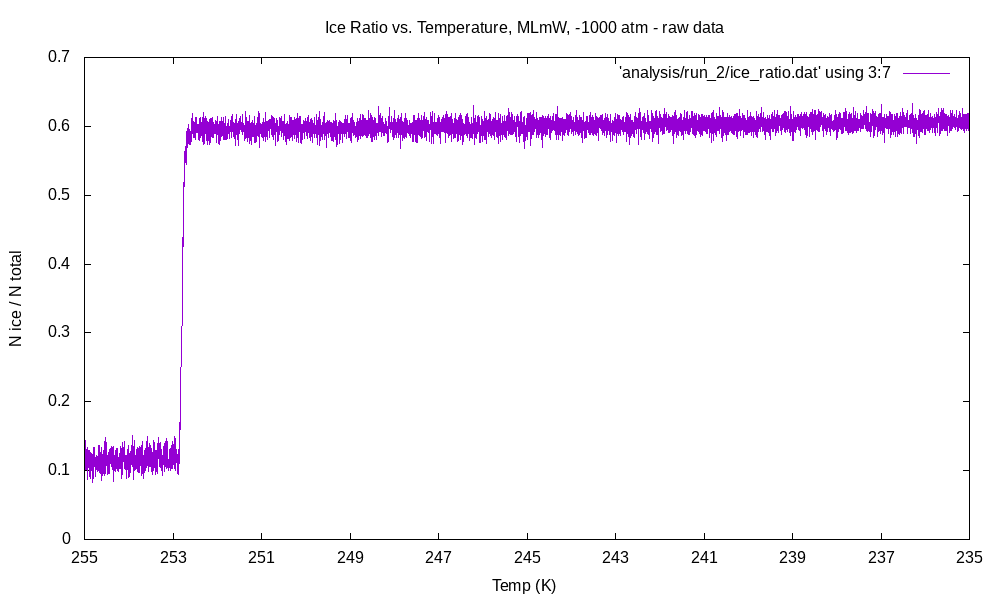 Ice Ratio vs. Temperature, MLmW, -1000 atm - raw data
'analysis/run_2/ice_ratio.dat' using 3:7
N ice / N total
0.7
0.6
0.5
0.4
0.3
0.2
0.1
0
255 253 251 249 247 245 243 241 239 237 235
Temp (K)